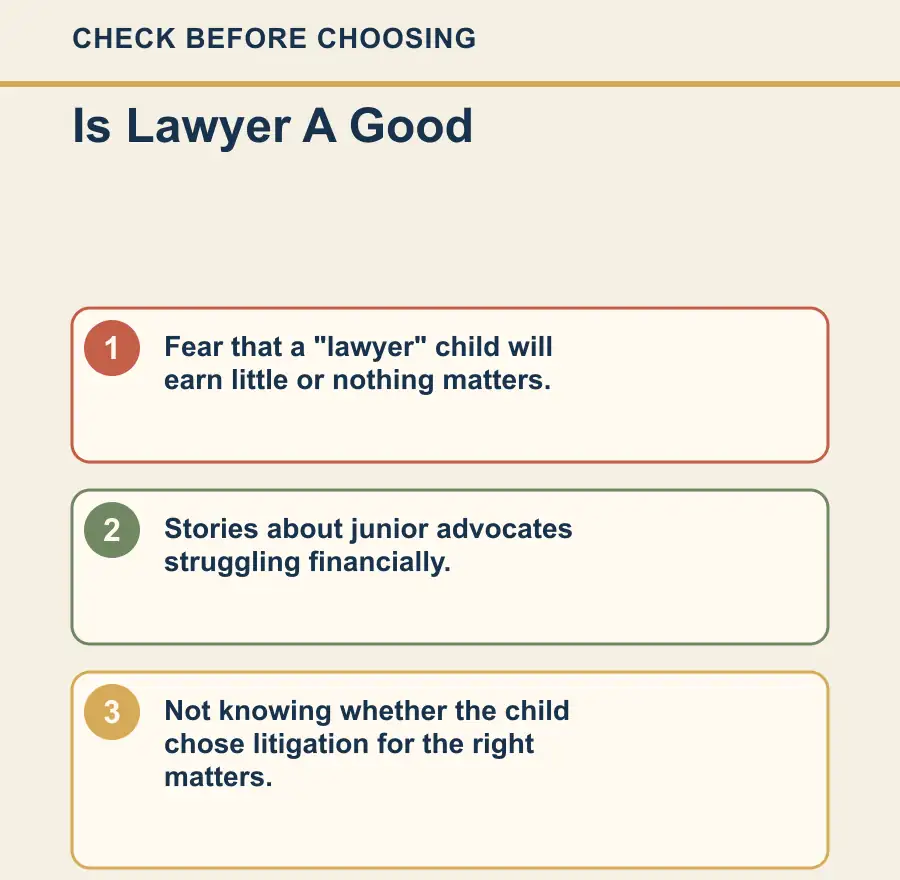 CHECK BEFORE CHOOSING
Is Lawyer A Good
1
Fear that a "lawyer" child will
earn little or nothing matters.
2
Stories about junior advocates
struggling financially.
3
Not knowing whether the child
chose litigation for the right
matters.